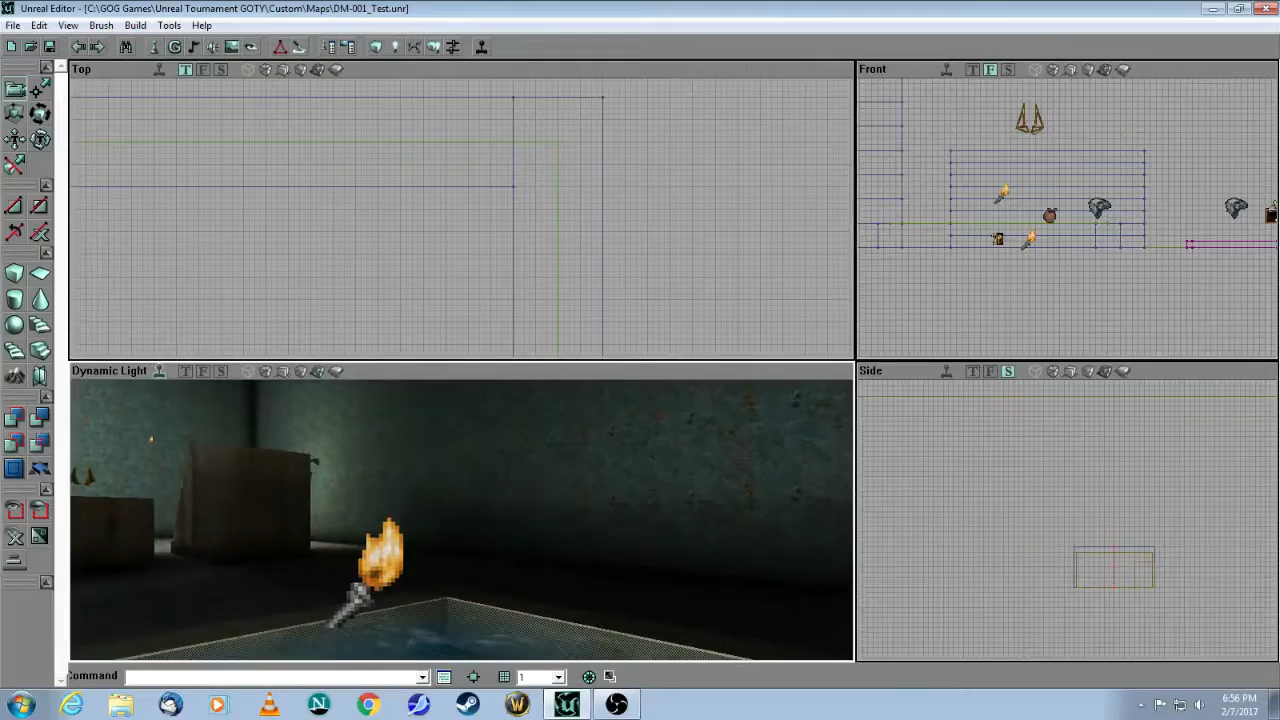 Unreal Editor - [C:\GOG Games\Unreal Tournament GOTY\Custom\Maps\DM-001_Test.unr]
File Edit View Brush Build Tools Help
Top T F S
Front T F S
Dynamic Light T F S
Side T F S
Command 1
6:56 PM
2/7/2017